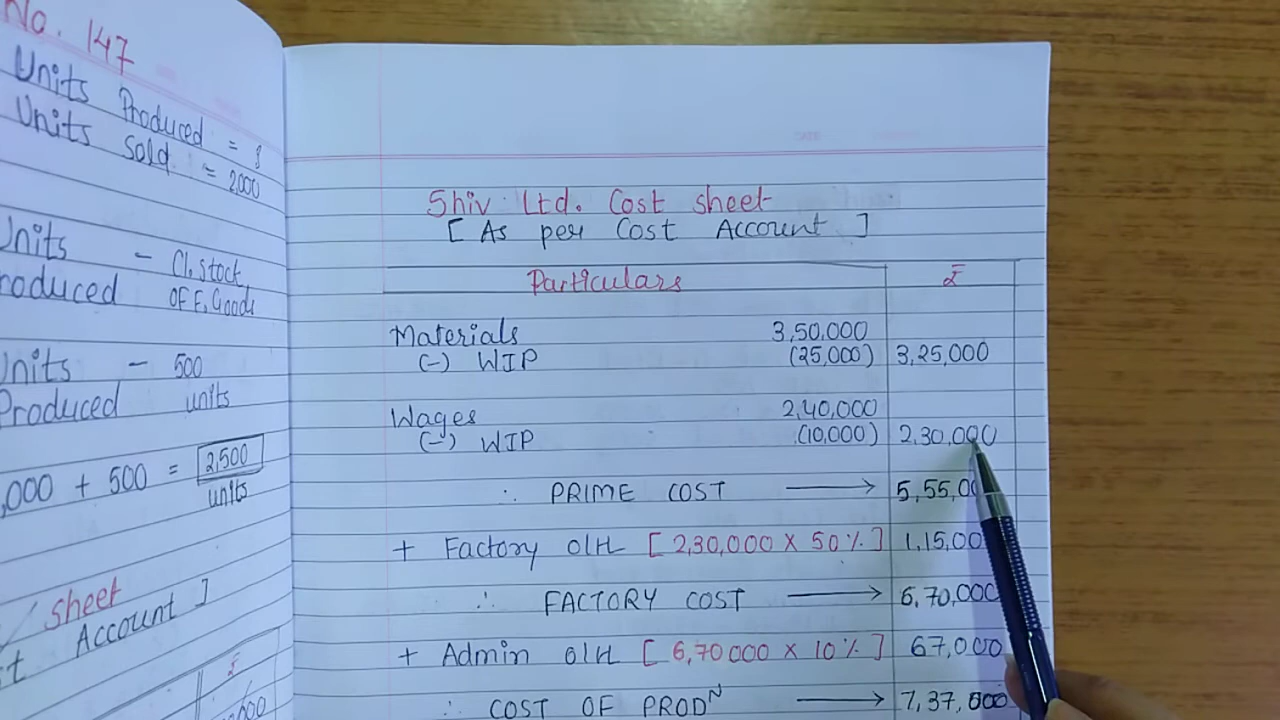 No. 147
Units Produced = ?
Units Sold = 2000
Units - Cl. stock
roduced OF F. Goods
Units - 500
Produced units
,000 + 500 = 2,500
units
Sheet
Account ]
₹
Shiv Ltd. Cost sheet
[ As per Cost Account ]
Particulars ₹
Materials 3,50,000
(-) WIP (25,000) 3,25,000
Wages 2,40,000
(-) WIP (10,000) 2,30,000
∴ PRIME COST → 5,55,00
+ Factory O/H [ 2,30,000 X 50% ] 1,15,00
∴ FACTORY COST → 6,70,000
+ Admin O/H [ 6,70000 X 10% ] 67,000
∴ COST OF PRODN → 7,37,000